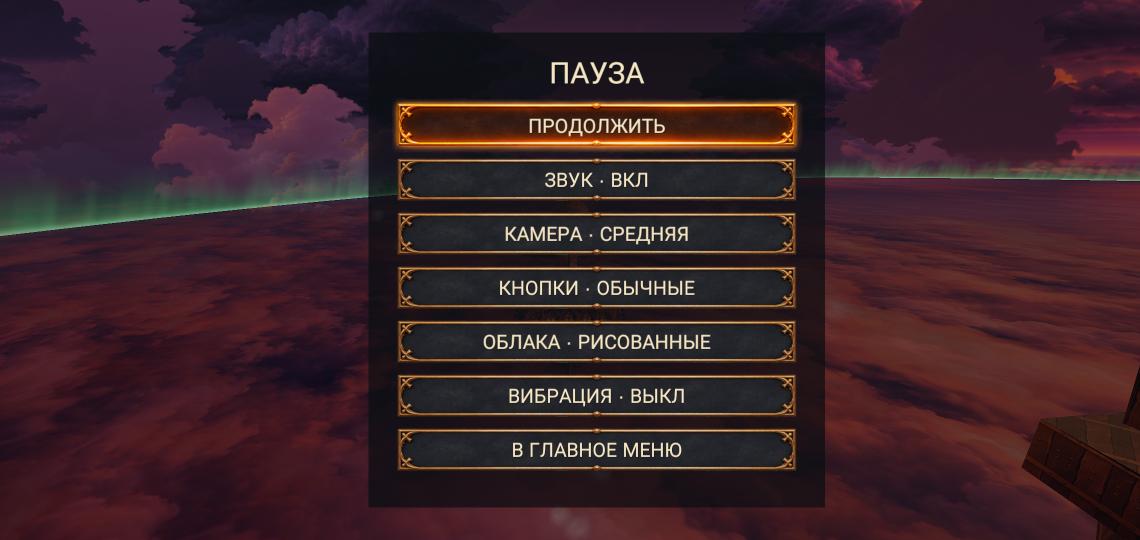 ПАУЗА
ПРОДОЛЖИТЬ
ЗВУК · ВКЛ
КАМЕРА · СРЕДНЯЯ
КНОПКИ · ОБЫЧНЫЕ
ОБЛАКА · РИСОВАННЫЕ
ВИБРАЦИЯ · ВЫКЛ
В ГЛАВНОЕ МЕНЮ